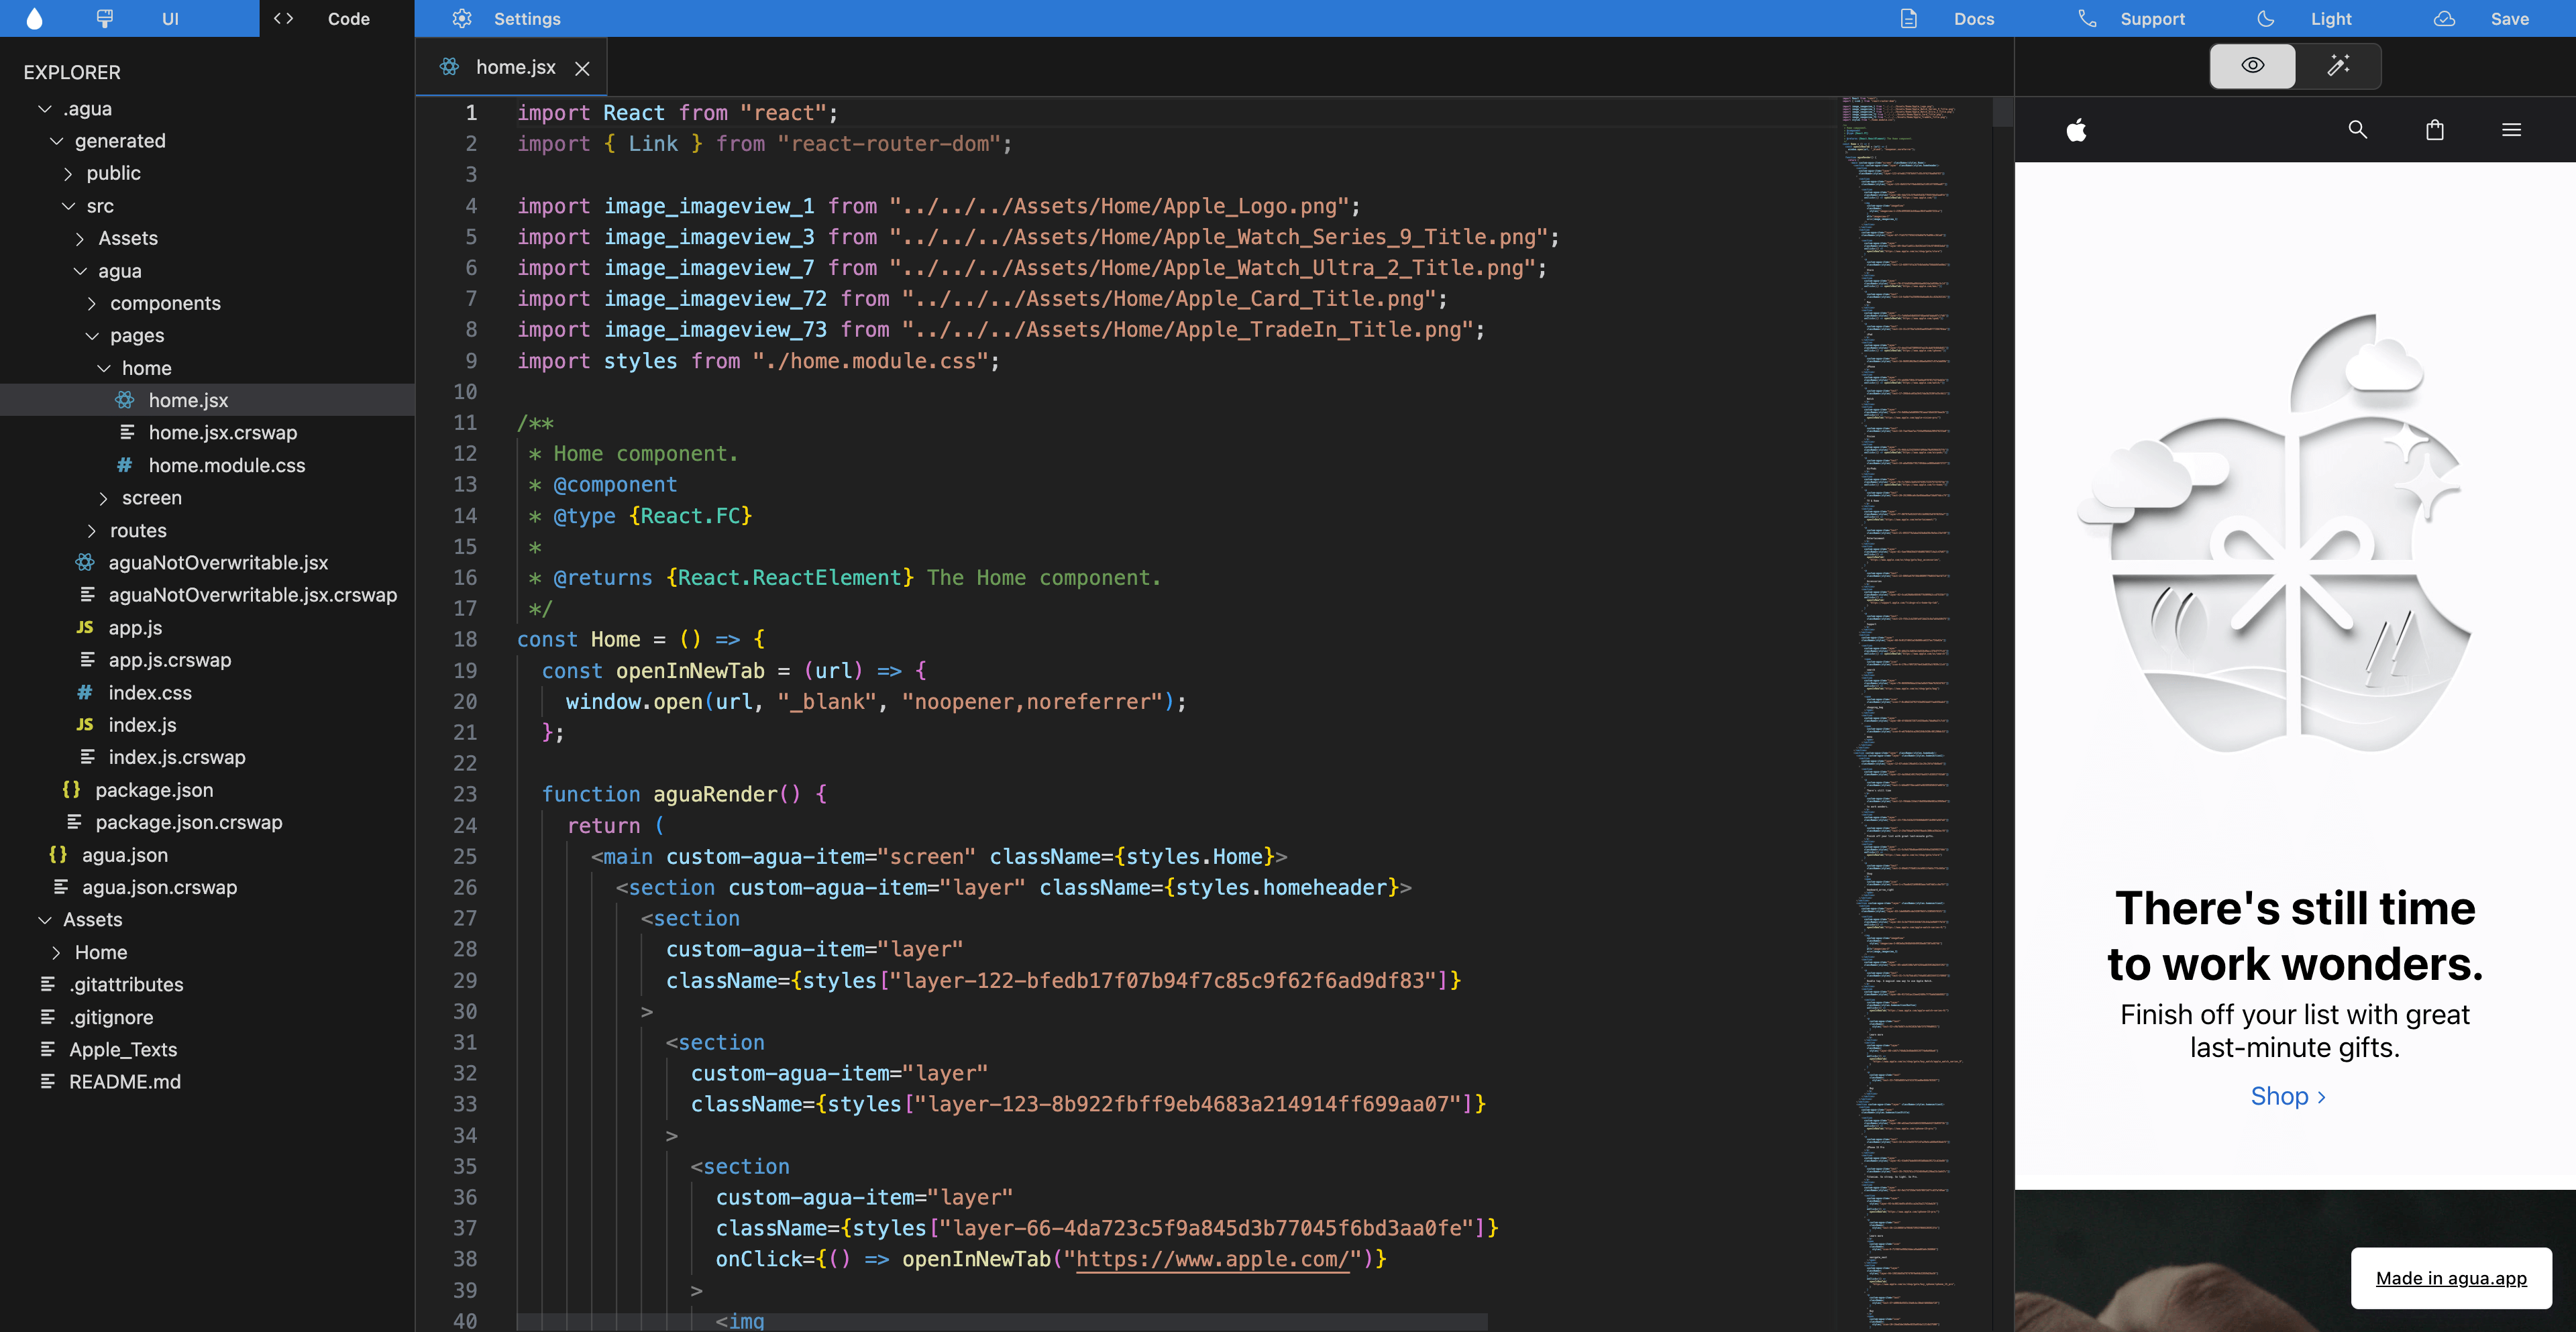 UI
Code
Settings
Docs
Support
Light
Save
EXPLORER
.agua
generated
public
src
Assets
agua
components
pages
home
home.jsx
home.jsx.crswap
home.module.css
screen
routes
aguaNotOverwritable.jsx
aguaNotOverwritable.jsx.crswap
JS app.js
app.js.crswap
# index.css
JS index.js
index.js.crswap
{} package.json
package.json.crswap
{} agua.json
agua.json.crswap
Assets
Home
.gitattributes
.gitignore
Apple_Texts
README.md
home.jsx
1 import React from "react";
2 import { Link } from "react-router-dom";
3
4 import image_imageview_1 from "../../../Assets/Home/Apple_Logo.png";
5 import image_imageview_3 from "../../../Assets/Home/Apple_Watch_Series_9_Title.png";
6 import image_imageview_7 from "../../../Assets/Home/Apple_Watch_Ultra_2_Title.png";
7 import image_imageview_72 from "../../../Assets/Home/Apple_Card_Title.png";
8 import image_imageview_73 from "../../../Assets/Home/Apple_TradeIn_Title.png";
9 import styles from "./home.module.css";
10
11 /**
12 * Home component.
13 * @component
14 * @type {React.FC}
15 *
16 * @returns {React.ReactElement} The Home component.
17 */
18 const Home = () => {
19 const openInNewTab = (url) => {
20 window.open(url, "_blank", "noopener,noreferrer");
21 };
22
23 function aguaRender() {
24 return (
25 <main custom-agua-item="screen" className={styles.Home}>
26 <section custom-agua-item="layer" className={styles.homeheader}>
27 <section
28 custom-agua-item="layer"
29 className={styles["layer-122-bfedb17f07b94f7c85c9f62f6ad9df83"]}
30 >
31 <section
32 custom-agua-item="layer"
33 className={styles["layer-123-8b922fbff9eb4683a214914ff699aa07"]}
34 >
35 <section
36 custom-agua-item="layer"
37 className={styles["layer-66-4da723c5f9a845d3b77045f6bd3aa0fe"]}
38 onClick={() => openInNewTab("https://www.apple.com/")}
39 >
40 <img
There's still time
to work wonders.
Finish off your list with great
last-minute gifts.
Shop ›
Made in agua.app